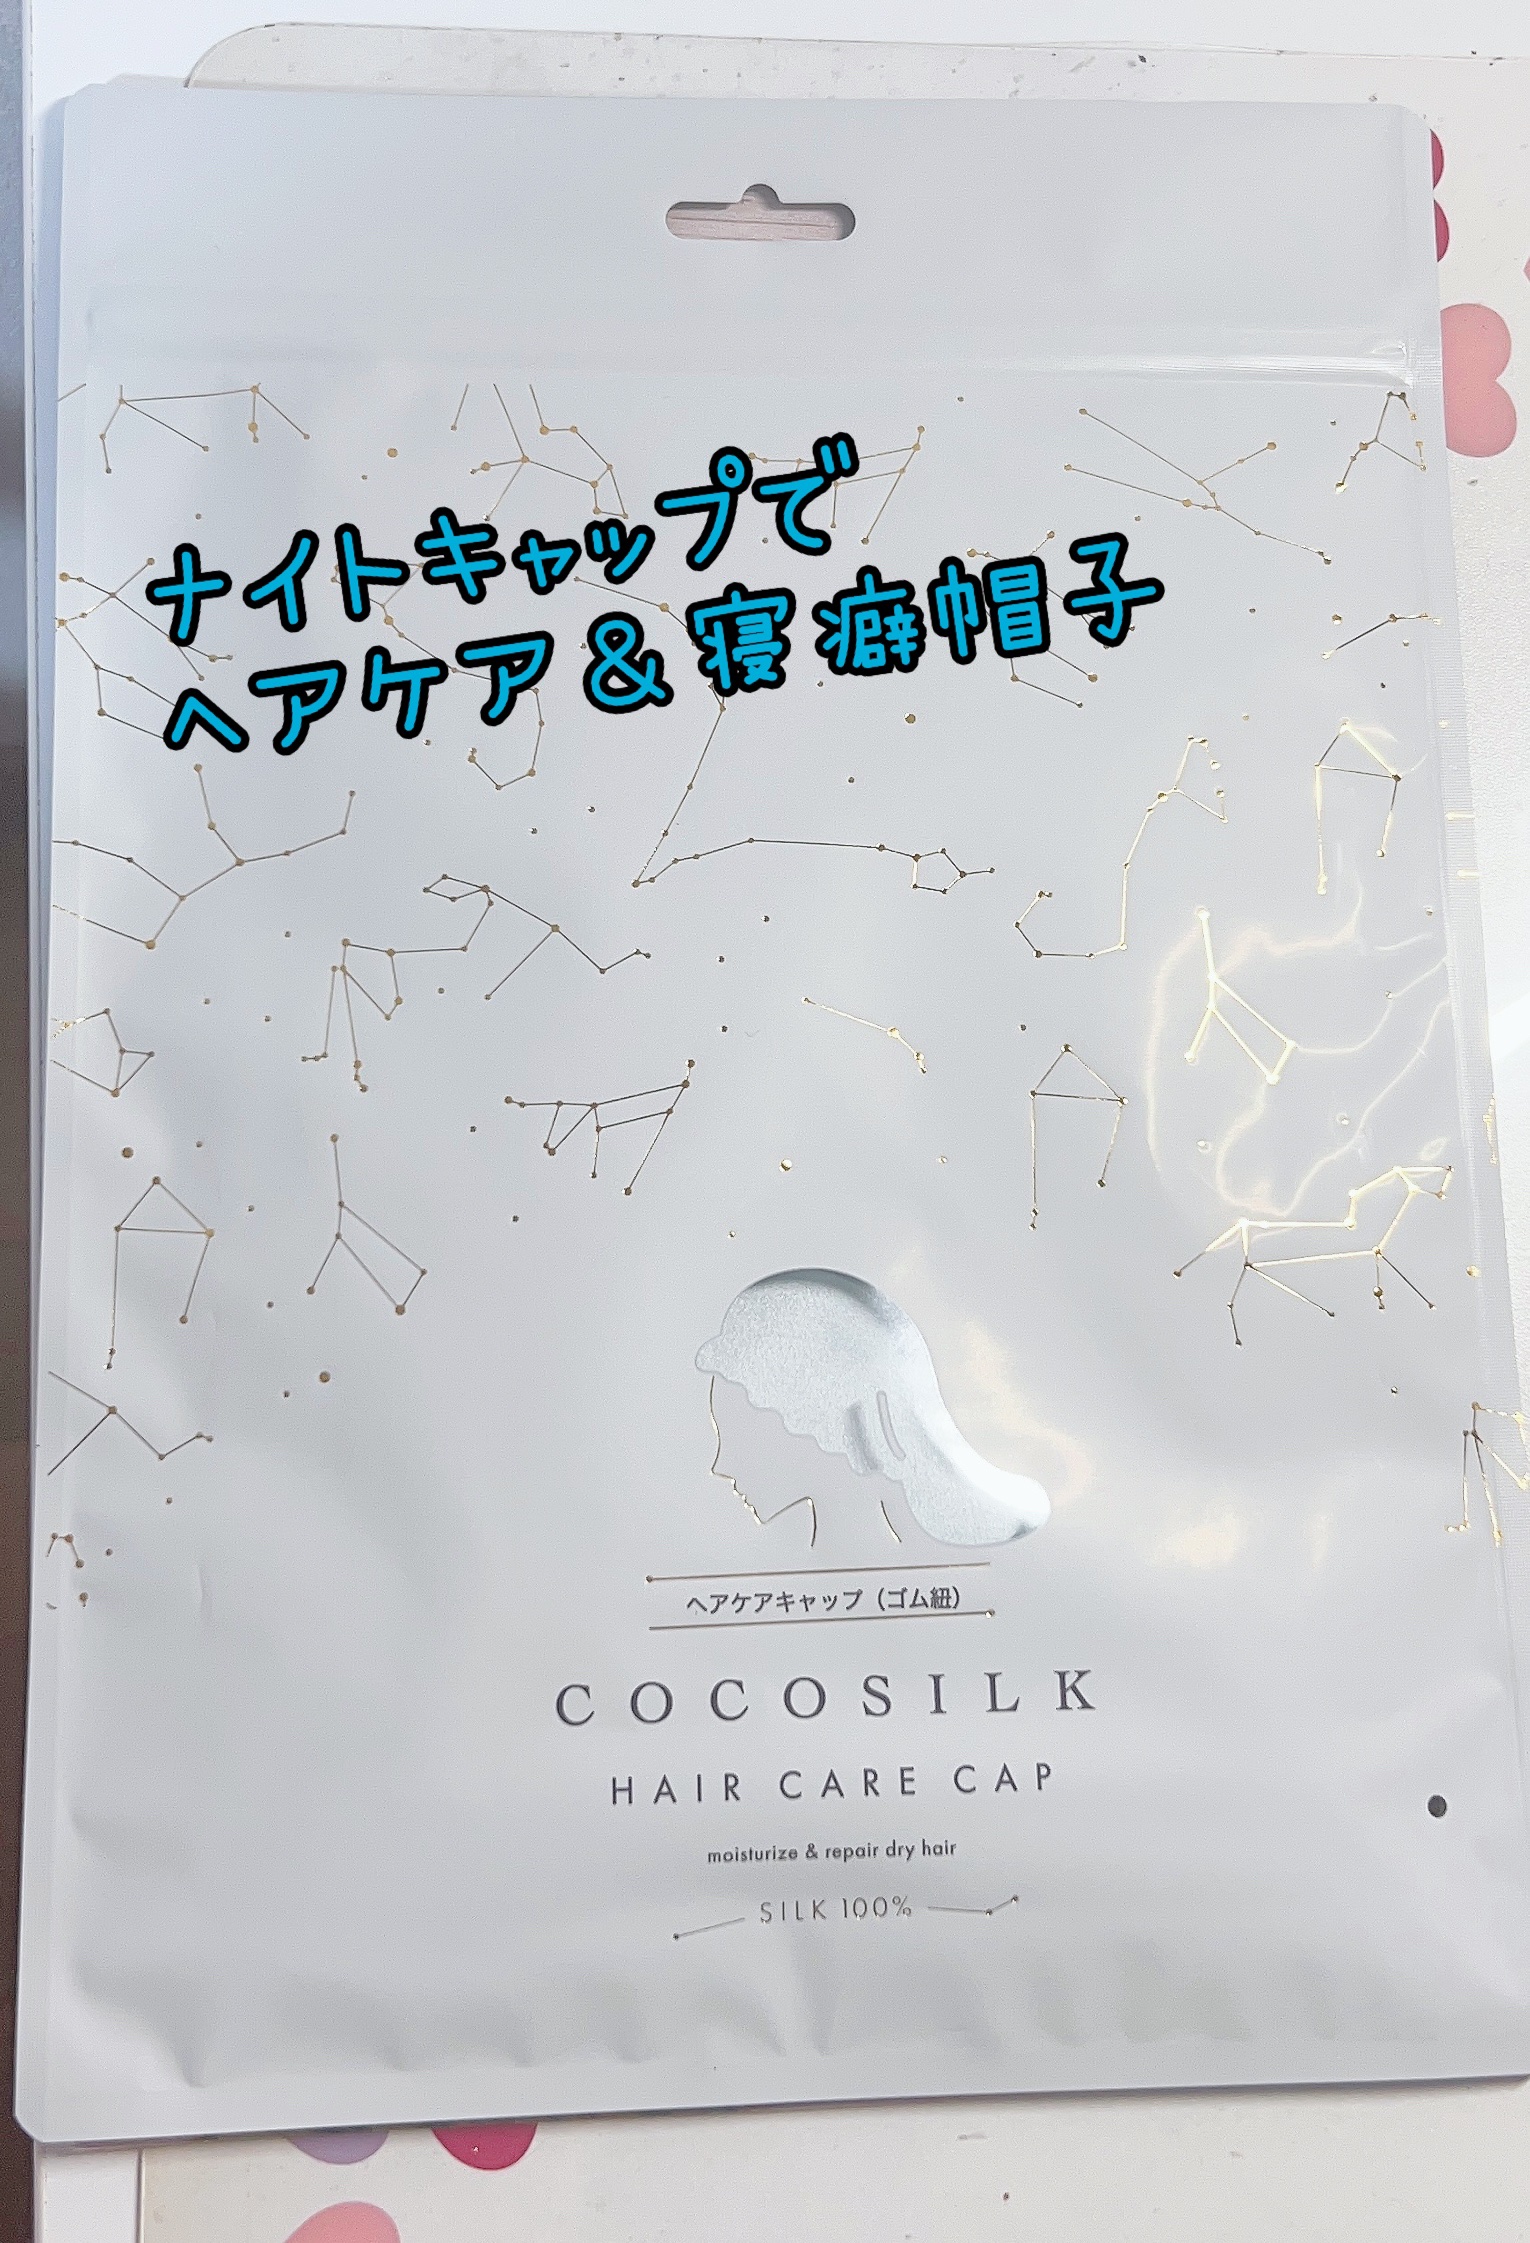 ナイトキャップで
ヘアケア&寝癖帽子
ヘアケアキャップ（ゴム紐）
COCOSILK
HAIR CARE CAP
moisturize & repair dry hair
SILK 100%